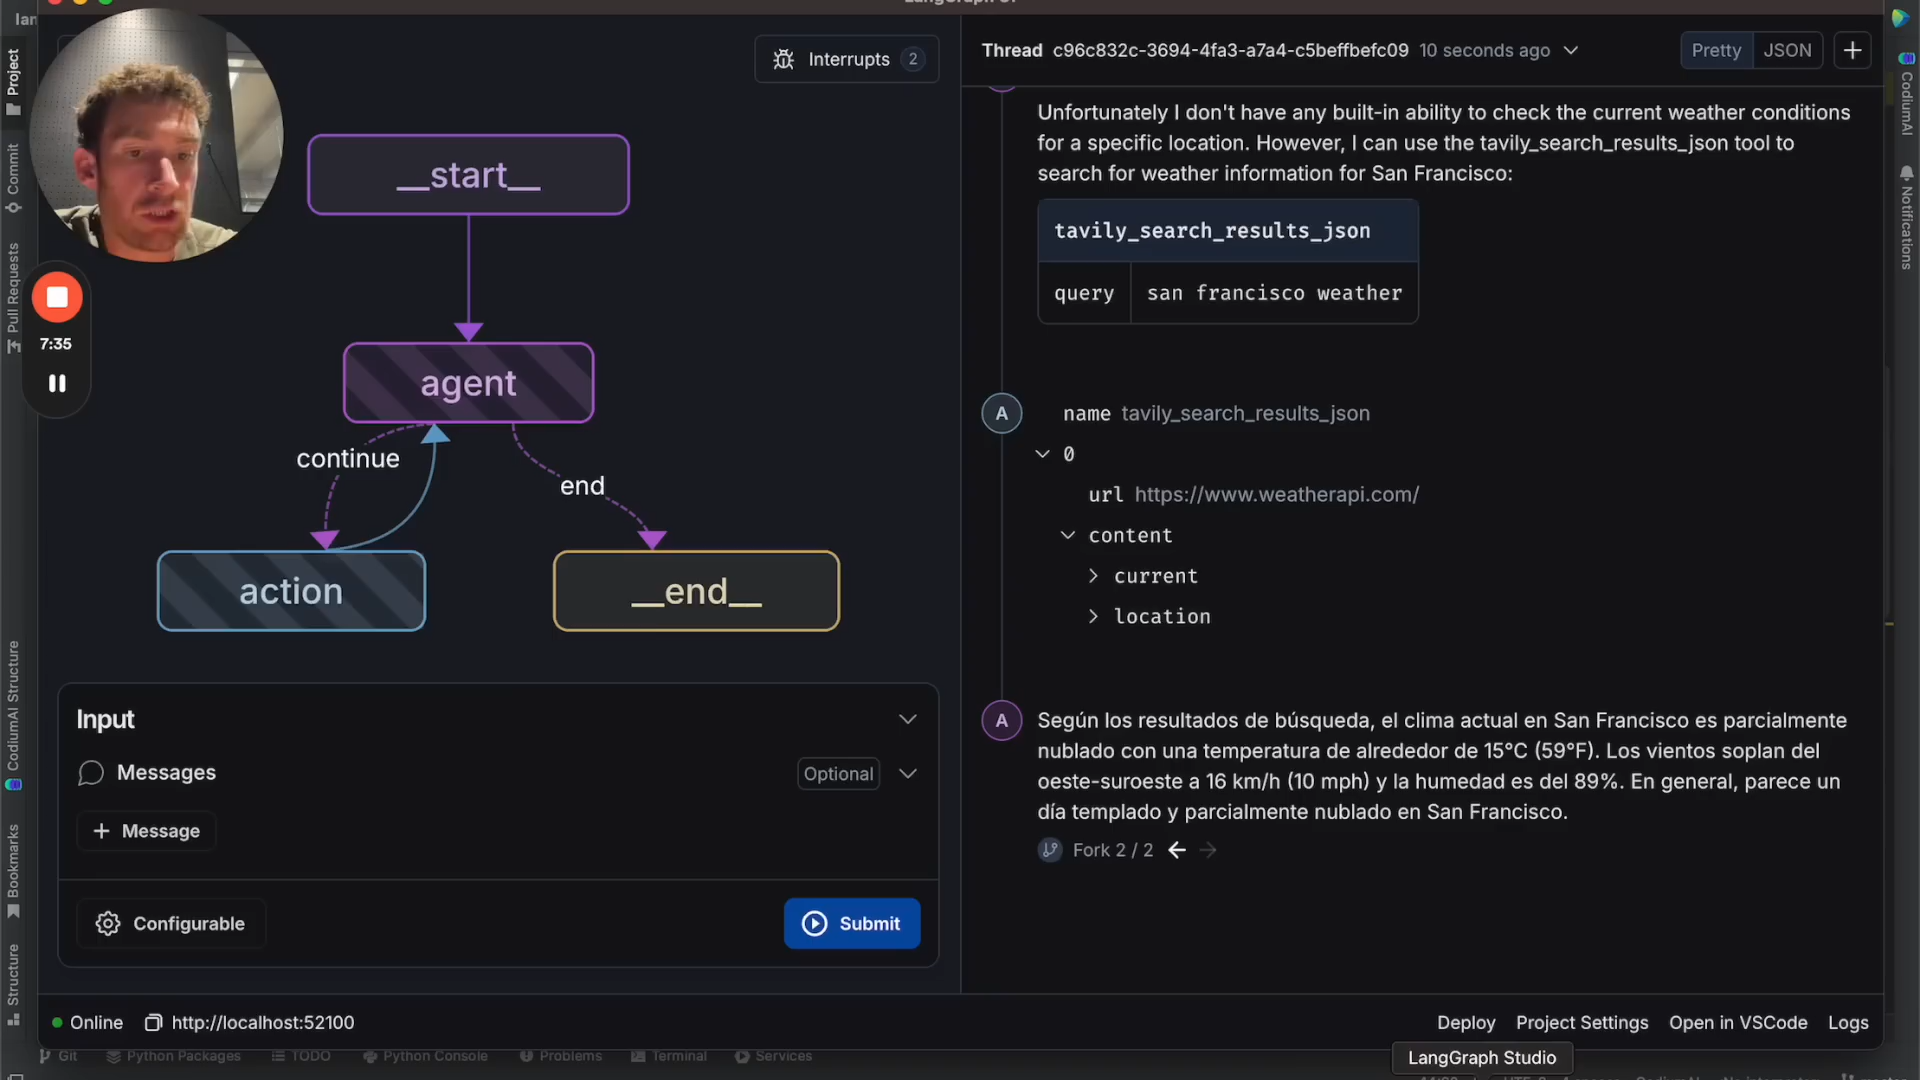 Project
Commit
Pull Requests
CodiumAI Structure
Bookmarks
Structure
7:35
Interrupts 2
__start__
agent
continue
end
action
__end__
Input
Messages
Optional
+ Message
Configurable
Submit
Online
http://localhost:52100
Thread c96c832c-3694-4fa3-a7a4-c5beffbefc09 10 seconds ago
Pretty
JSON
Unfortunately I don't have any built-in ability to check the current weather conditions
for a specific location. However, I can use the tavily_search_results_json tool to
search for weather information for San Francisco:
tavily_search_results_json
query san francisco weather
A
name tavily_search_results_json
0
url https://www.weatherapi.com/
content
current
location
A
Según los resultados de búsqueda, el clima actual en San Francisco es parcialmente
nublado con una temperatura de alrededor de 15°C (59°F). Los vientos soplan del
oeste-suroeste a 16 km/h (10 mph) y la humedad es del 89%. En general, parece un
día templado y parcialmente nublado en San Francisco.
Fork 2 / 2
Deploy
Project Settings
Open in VSCode
Logs
LangGraph Studio
Git
Python Packages
TODO
Python Console
Problems
Terminal
Services
CodiumAI
Notifications